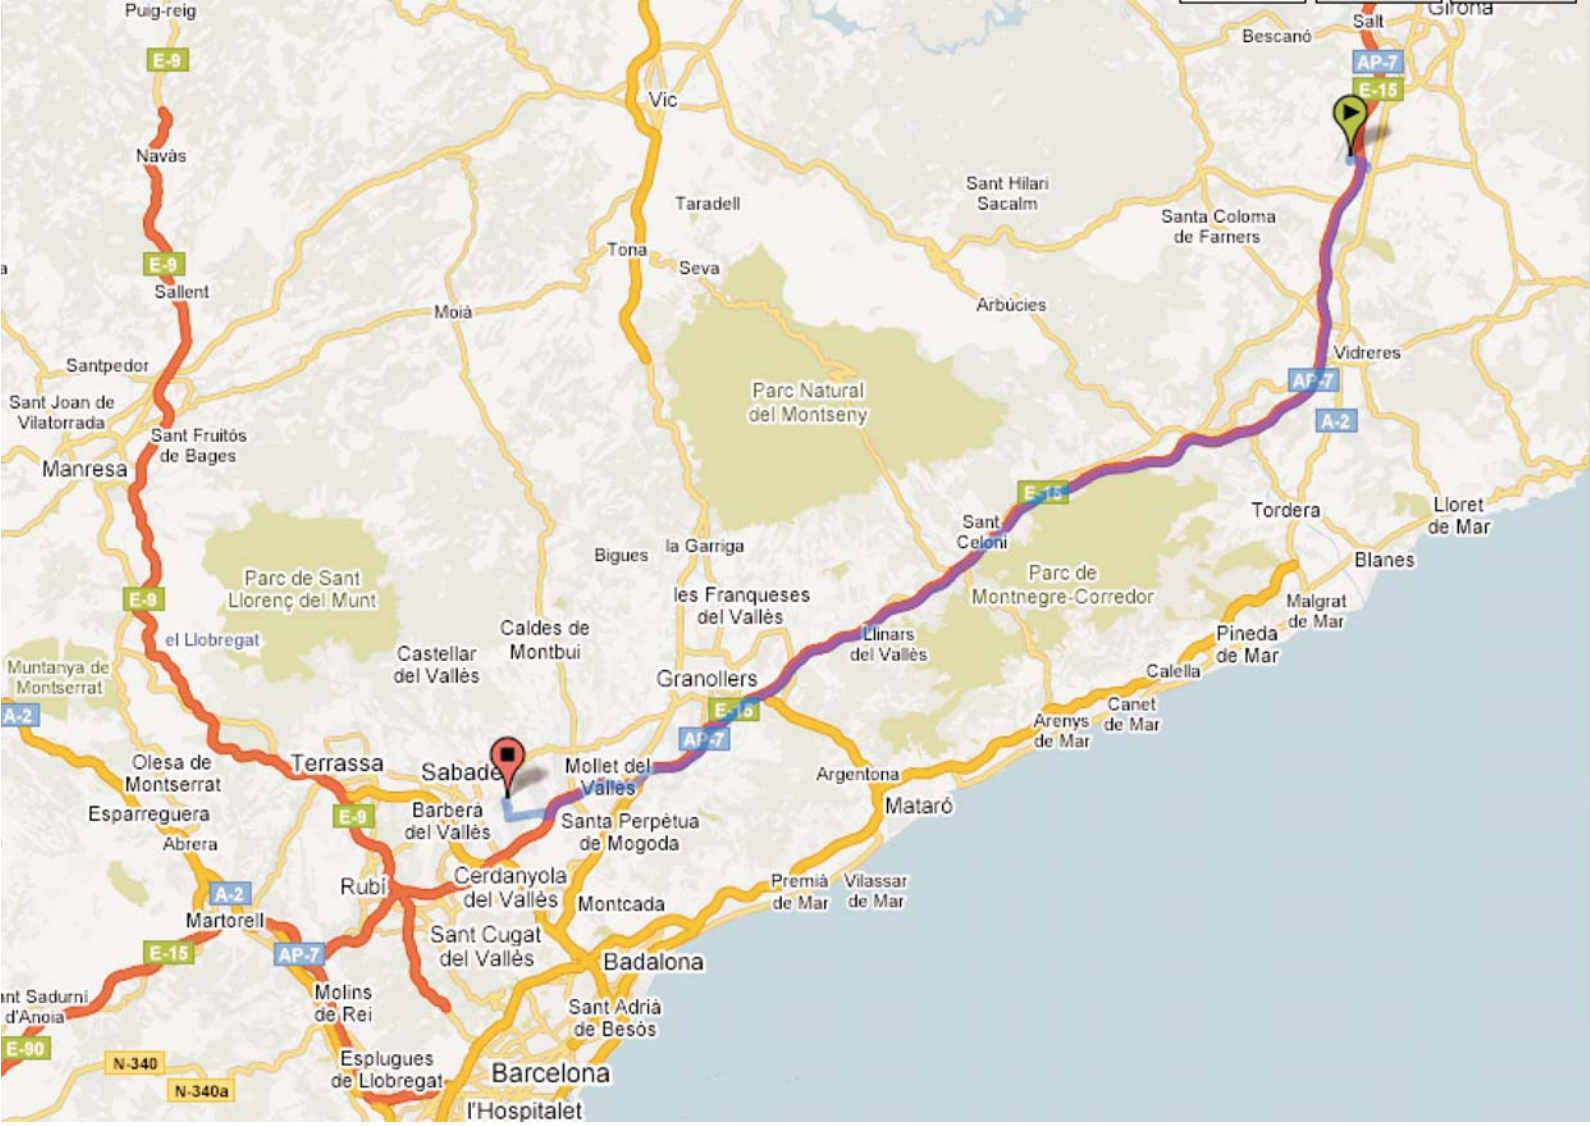 Puig-reig
Girona
Salt
Bescanó
E-9
AP-7
E-15
Vic
Navàs
Sant Hilari
Sacalm
Taradell
Santa Coloma
de Farners
Tona
E-9
Seva
a
Sallent
Arbúcies
Moià
Vidreres
Santpedor
AP-7
Parc Natural
del Montseny
A-2
Sant Joan de
Vilatorrada
Sant Fruitós
de Bages
Manresa
E-15
Lloret
de Mar
Tordera
Sant
Celoni
la Garriga
Bigues
Blanes
Parc de Sant
Llorenç del Munt
Parc de
Montnegre-Corredor
E-9
les Franqueses
del Vallès
Malgrat
de Mar
el Llobregat
Caldes de
Montbui
Llinars
del Vallès
Pineda
de Mar
Castellar
del Vallès
Muntanya de
Montserrat
Calella
Granollers
E-15
A-2
Canet
de Mar
Arenys
de Mar
AP-7
Olesa de
Montserrat
Terrassa
Sabade
Mollet del
Vallès
Argentona
Mataró
Esparreguera
E-9
Barberà
del Vallès
Santa Perpètua
de Mogoda
Abrera
Rubí
Cerdanyola
del Vallès
Premià
de Mar
Vilassar
de Mar
A-2
Montcada
Martorell
Sant Cugat
del Vallès
E-15
AP-7
Badalona
nt Sadurní
d'Anoia
Molins
de Rei
Sant Adrià
de Besòs
E-90
N-340
Esplugues
de Llobregat
Barcelona
N-340a
l'Hospitalet